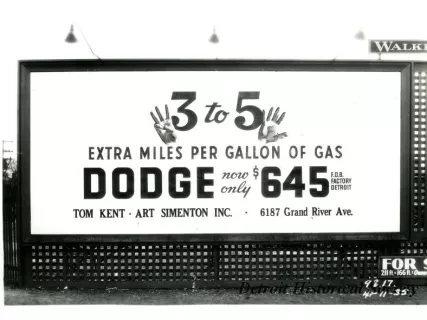 WALK
3 to 5
EXTRA MILES PER GALLON OF GAS
DODGE now only $645 F.O.B. FACTORY DETROIT
TOM KENT · ART SIMENTON INC. · 6187 Grand River Ave.
FOR S
Detroit Historical